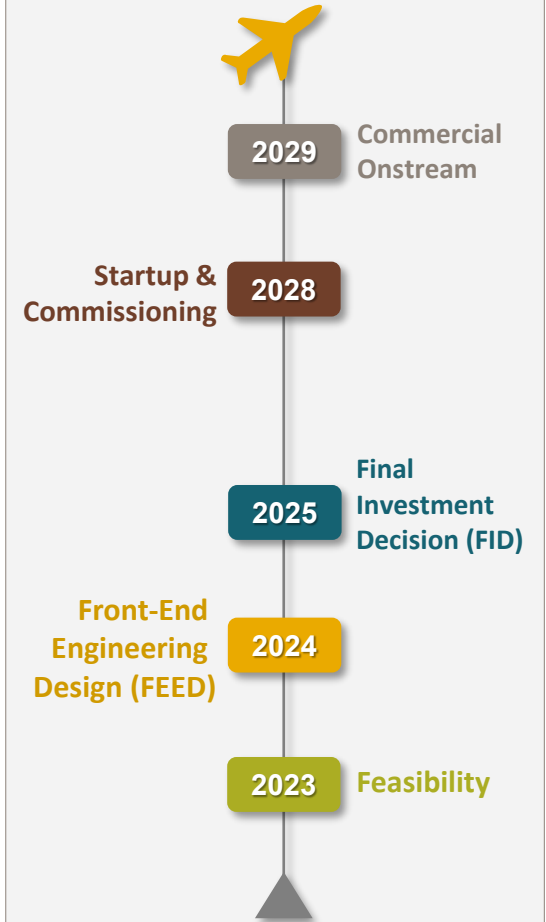 2029
Commercial
Onstream
Startup &
Commissioning
2028
Final
Investment
Decision (FID)
2025
Front-End
Engineering
Design (FEED)
2024
2023
Feasibility